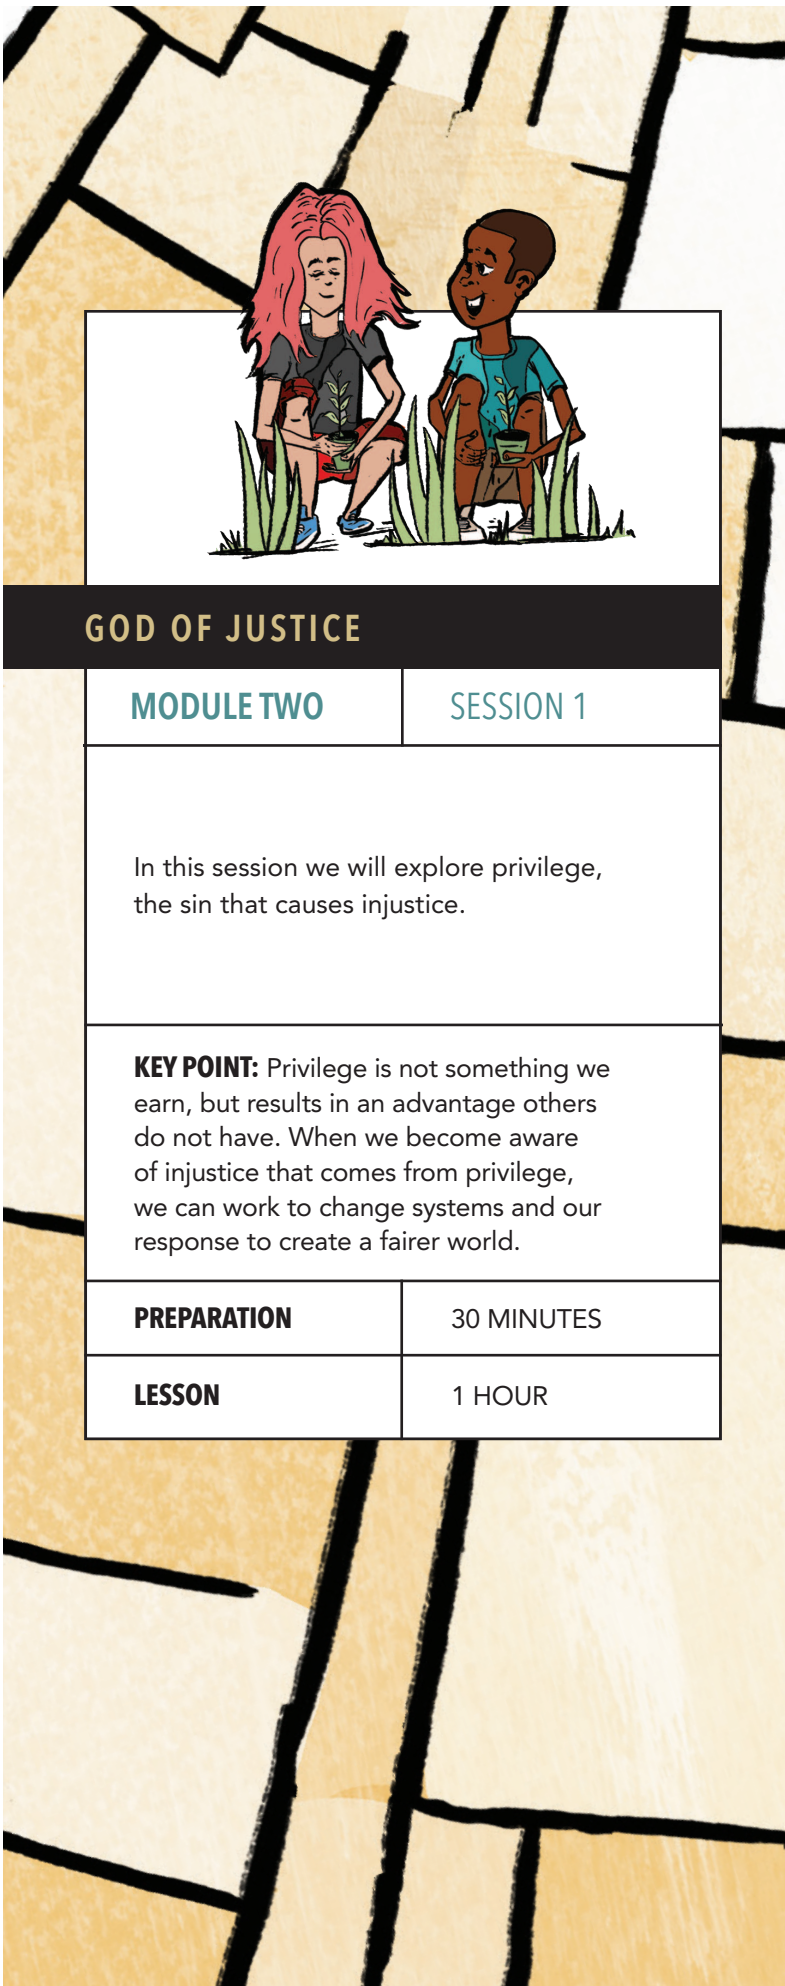 GOD OF JUSTICE
MODULE TWO
SESSION 1
In this session we will explore privilege,
the sin that causes injustice.
KEY POINT: Privilege is not something we
earn, but results in an advantage others
do not have. When we become aware
of injustice that comes from privilege,
we can work to change systems and our
response to create a fairer world.
PREPARATION
30 MINUTES
LESSON
1 HOUR